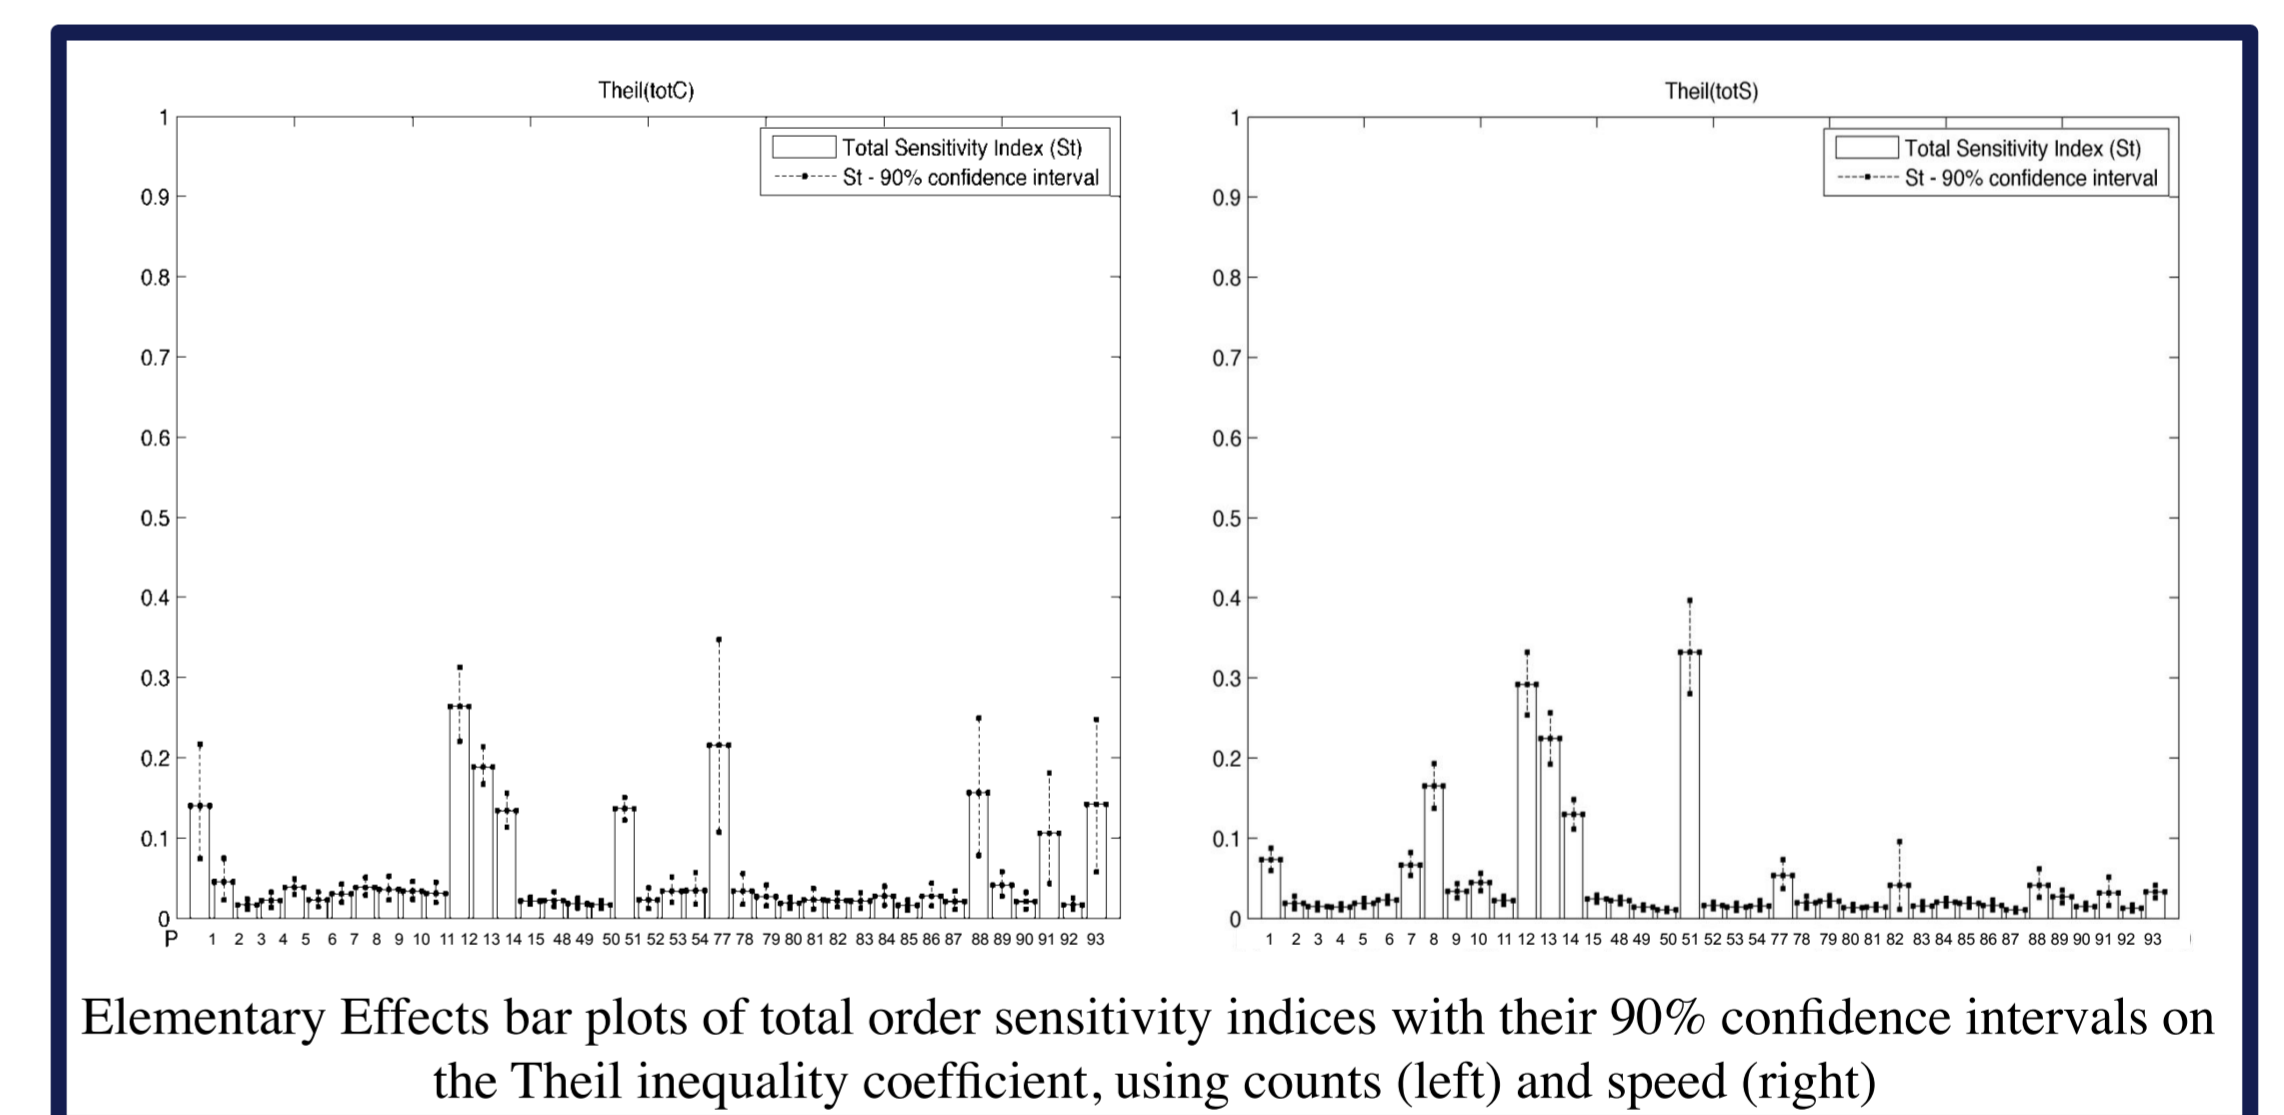 Theil(totC)
1
0.9
0.8
0.7
0.6
0.5
0.4
0.3
0.2
0.1
0
Total Sensitivity Index (St)
St - 90% confidence interval
P 1 2 3 4 5 6 7 8 9 10 11 12 13 14 15 48 49 50 51 52 53 54 77 78 79 80 81 82 83 84 85 86 87 88 89 90 91 92 93
Theil(totS)
1
0.9
0.8
0.7
0.6
0.5
0.4
0.3
0.2
0.1
0
Total Sensitivity Index (St)
St - 90% confidence interval
1 2 3 4 5 6 7 8 9 10 11 12 13 14 15 48 49 50 51 52 53 54 77 78 79 80 81 82 83 84 85 86 87 88 89 90 91 92 93
Elementary Effects bar plots of total order sensitivity indices with their 90% confidence intervals on
the Theil inequality coefficient, using counts (left) and speed (right)